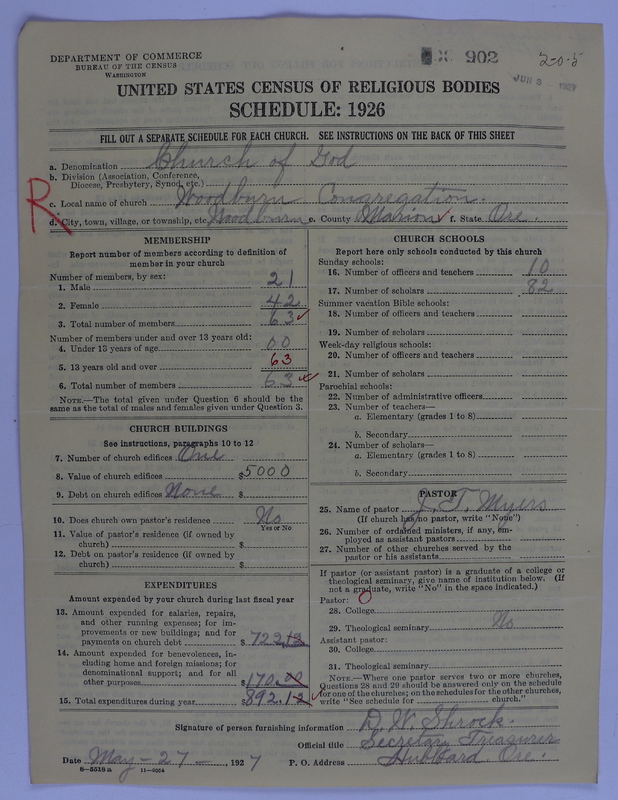 DEPARTMENT OF COMMERCE
BUREAU OF THE CENSUS
WASHINGTON
902
2-0-5
JUN 3 1927
UNITED STATES CENSUS OF RELIGIOUS BODIES
SCHEDULE: 1926
FILL OUT A SEPARATE SCHEDULE FOR EACH CHURCH. SEE INSTRUCTIONS ON THE BACK OF THIS SHEET
a. Denomination Church of God
b. Division (Association, Conference, Diocese, Presbytery, Synod, etc.)
R
c. Local name of church Woodburn Congregation.
d. City, town, village, or township, etc. Woodburn e. County Marion f. State Ore.
MEMBERSHIP
Report number of members according to definition of
member in your church
Number of members, by sex:
1. Male 21
2. Female 42
3. Total number of members 63
Number of members under and over 13 years old:
4. Under 13 years of age 00
5. 13 years old and over 63
6. Total number of members 63
NOTE.—The total given under Question 6 should be
same as the total of males and females given under Question 3.
CHURCH BUILDINGS
See instructions, paragraphs 10 to 12
7. Number of church edifices One
8. Value of church edifices $5000
9. Debt on church edifices None
10. Does church own pastor's residence No
Yes or No
11. Value of pastor's residence (if owned by
church) $
12. Debt on pastor's residence (if owned by
church) $
EXPENDITURES
Amount expended by your church during last fiscal year
13. Amount expended for salaries, repairs,
and other running expenses; for im-
provements or new buildings; and for
payments on church debt $ 722.12
14. Amount expended for benevolences, in-
cluding home and foreign missions; for
denominational support; and for all
other purposes $170.00
15. Total expenditures during year $892.12
CHURCH SCHOOLS
Report here only schools conducted by this church
Sunday schools:
16. Number of officers and teachers 10
17. Number of scholars 82
Summer vacation Bible schools:
18. Number of officers and teachers
19. Number of scholars
Week-day religious schools:
20. Number of officers and teachers
21. Number of scholars
Parochial schools:
22. Number of administrative officers
23. Number of teachers—
a. Elementary (grades 1 to 8)
b. Secondary
24. Number of scholars—
a. Elementary (grades 1 to 8)
b. Secondary
PASTOR
25. Name of pastor J. T. Myers
(If church has no pastor, write "None")
26. Number of ordained ministers, if any, em-
ployed as assistant pastors
27. Number of other churches served by the
pastor or his assistants
If pastor (or assistant pastor) is a graduate of a college or
theological seminary, give name of institution below. (If
not a graduate, write "No" in the space indicated.)
Pastor: O
28. College
29. Theological seminary No
Assistant pastor:
30. College
31. Theological seminary
NOTE.—Where one pastor serves two or more churches,
Questions 28 and 29 should be answered only on the schedule
for one of the churches; on the schedules for the other churches,
write "See schedule for church."
Signature of person furnishing information D. W. Shrock.
Official title Secretary Treasurer
Date May - 27 -, 1927 P. O. Address Hubbard. Ore.
8-5518 a 11-9554